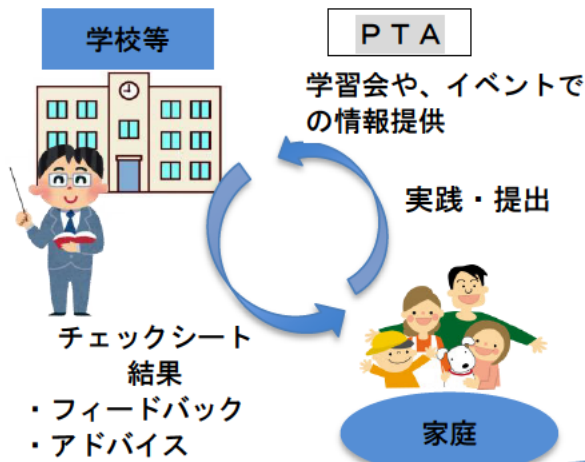 学校等
ＰＴＡ
学習会や、イベントで
の情報提供
実践・提出
チェックシート
結果
・フィードバック
・アドバイス
家庭